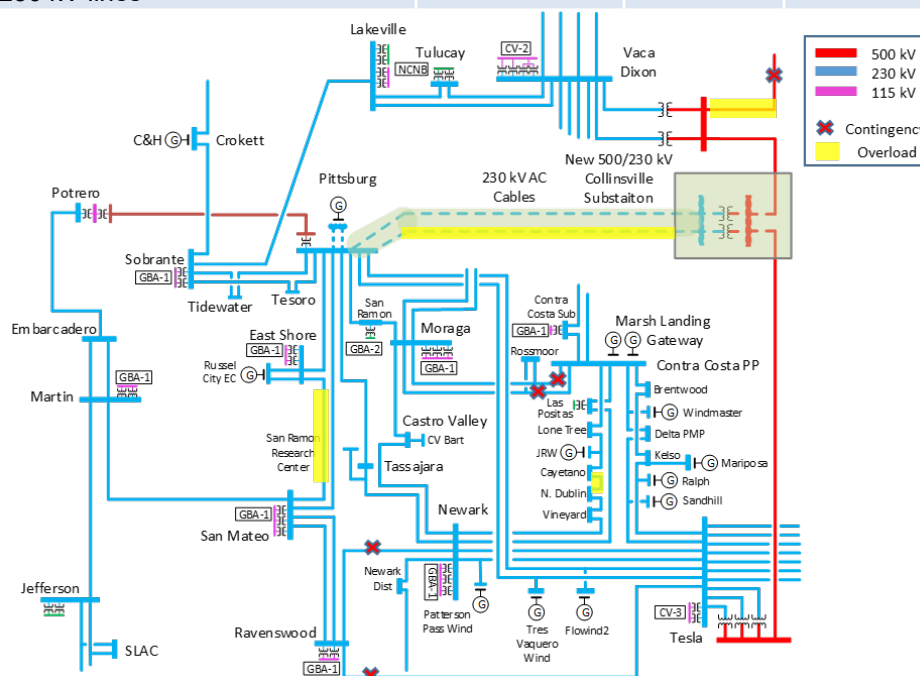 Lakeville
Tulucay
NCNB
CV-2
Vaca
Dixon
500 kV
230 kV
115 kV
Contingency
Overload
C&H
G
Crokett
Potrero
Pittsburg
G
230 kV AC
Cables
New 500/230 kV
Collinsville
Substaiton
Sobrante
GBA-1
Tidewater
Tesoro
San
Ramon
GBA-2
Moraga
GBA-1
Contra
Costa Sub
GBA-1
Rossmoor
Marsh Landing
Gateway
G
G
Contra Costa PP
Embarcadero
East Shore
GBA-1
Russel
City EC
G
Martin
GBA-1
Las
Positas
Lone Tree
JRW
G
Cayetano
N. Dublin
Vineyard
Brentwood
G
Windmaster
Delta PMP
Kelso
G
Mariposa
G
Ralph
G
Sandhill
Castro Valley
CV Bart
San Ramon
Research
Center
Tassajara
GBA-1
San Mateo
Newark
GBA-1
Newark
Dist
Patterson
Pass Wind
G
G
Tres
Vaquero
Wind
G
Flowind2
CV-3
Tesla
Jefferson
SLAC
Ravenswood
GBA-1